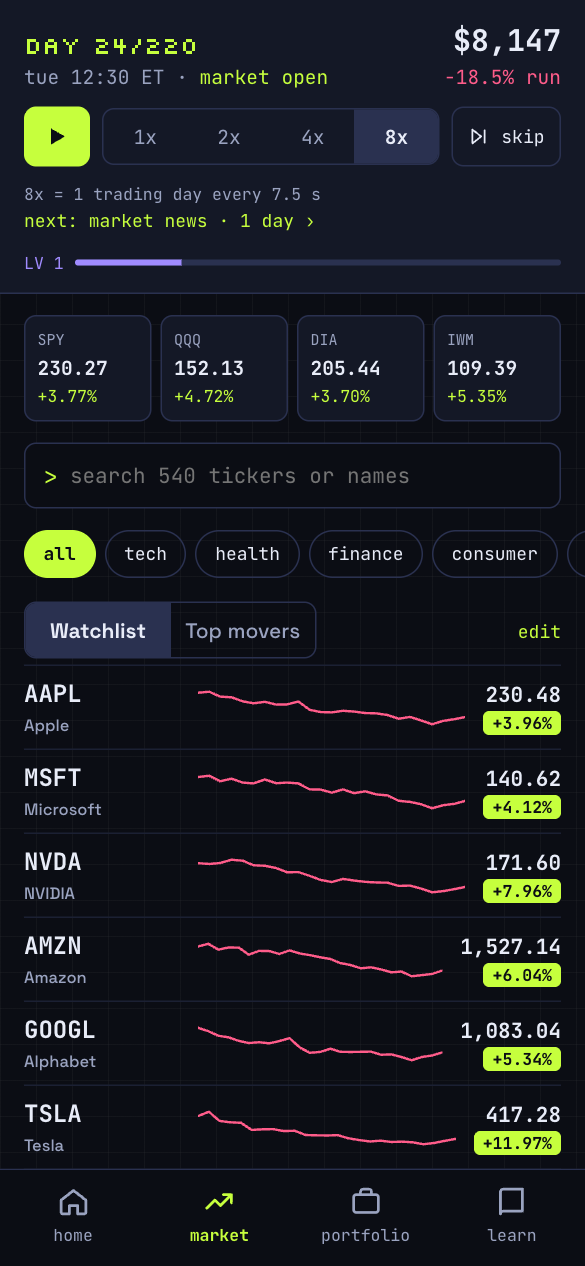 DAY 24/220
$8,147
tue 12:30 ET · market open
-18.5% run
1x 2x 4x 8x skip
8x = 1 trading day every 7.5 s
next: market news · 1 day ›
LV 1
SPY QQQ DIA IWM
230.27 152.13 205.44 109.39
+3.77% +4.72% +3.70% +5.35%
> search 540 tickers or names
all tech health finance consumer
Watchlist Top movers edit
AAPL 230.48
Apple +3.96%
MSFT 140.62
Microsoft +4.12%
NVDA 171.60
NVIDIA +7.96%
AMZN 1,527.14
Amazon +6.04%
GOOGL 1,083.04
Alphabet +5.34%
TSLA 417.28
Tesla +11.97%
home market portfolio learn